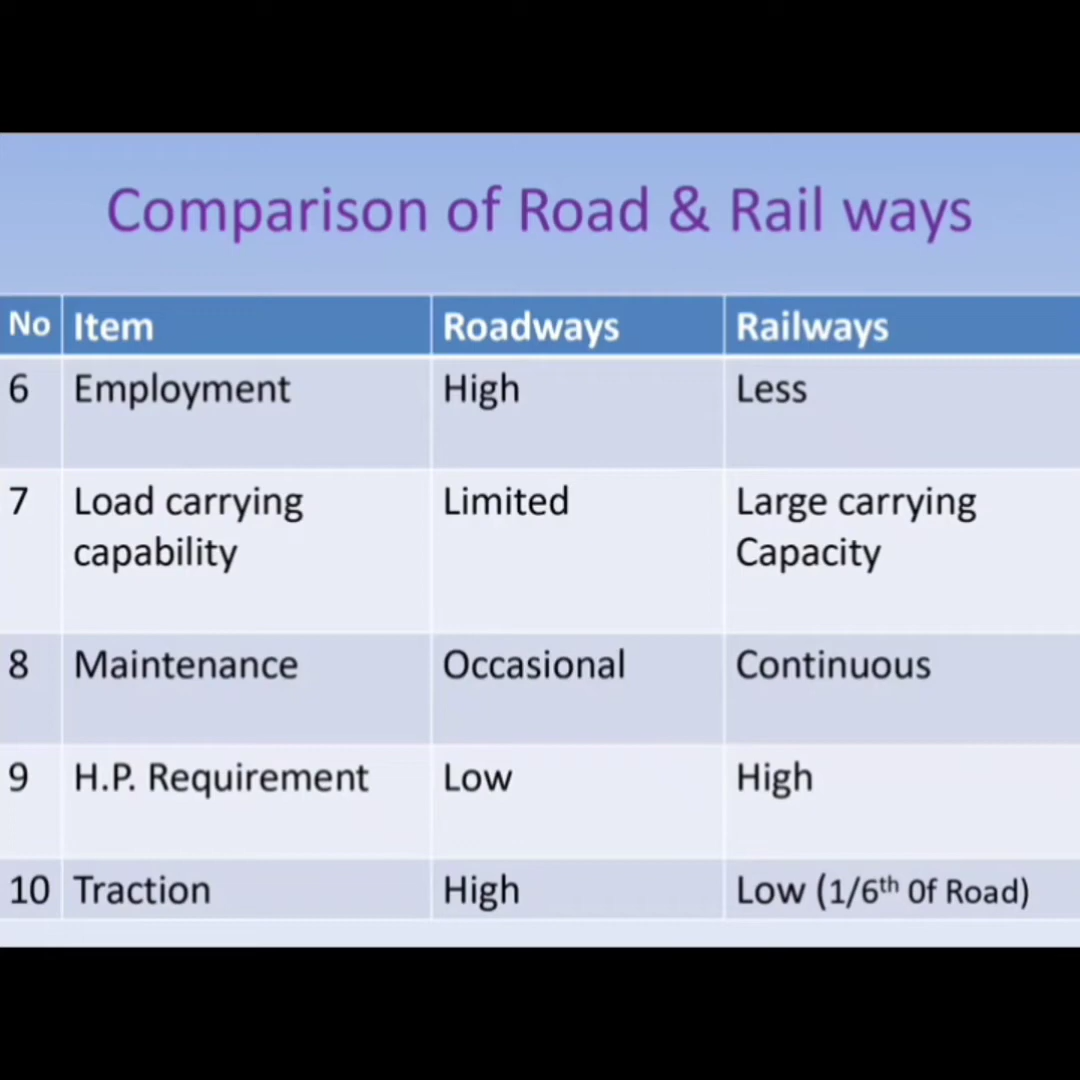 Comparison of Road & Rail ways
No Item Roadways Railways
6 Employment High Less
7 Load carrying Limited Large carrying
capability Capacity
8 Maintenance Occasional Continuous
9 H.P. Requirement Low High
10 Traction High Low (1/6th Of Road)